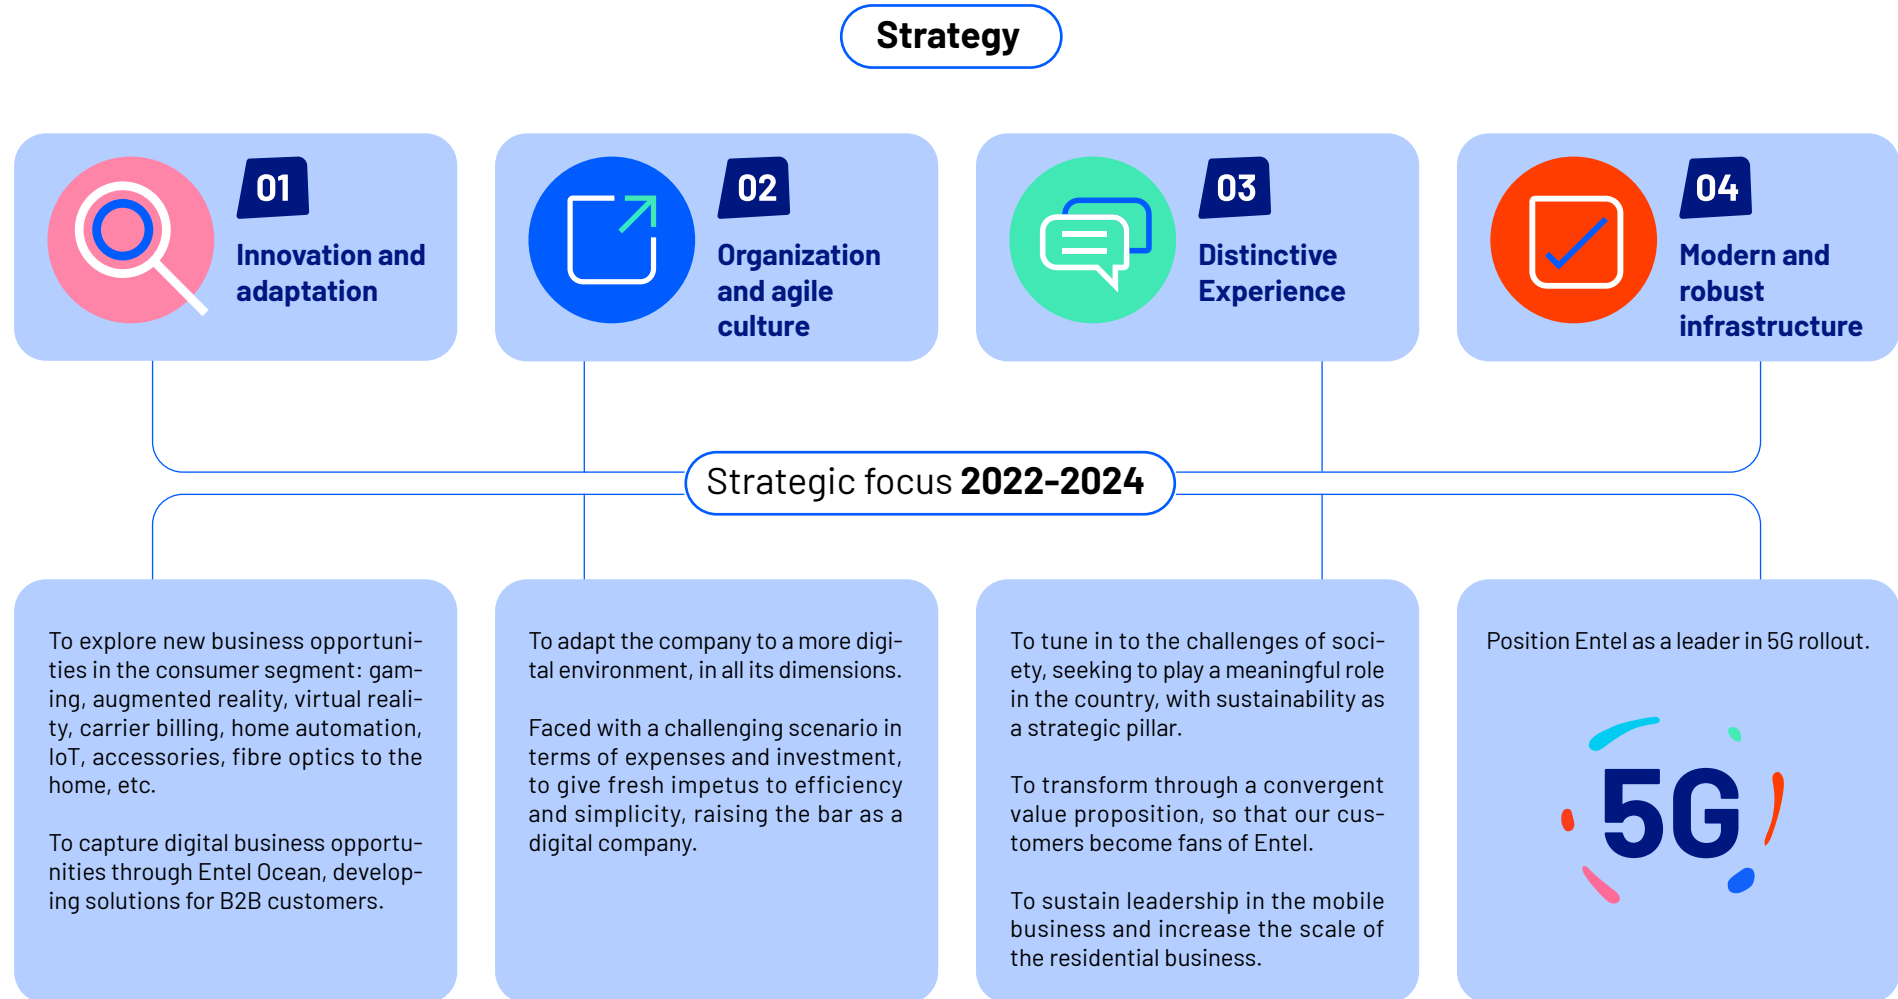 Strategy
01
Innovation and
adaptation
02
Organization
and agile
culture
03
Distinctive
Experience
04
Modern and
robust
infrastructure
Strategic focus 2022-2024
To explore new business opportuni-
ties in the consumer segment: gam-
ing, augmented reality, virtual reali-
ty, carrier billing, home automation,
IoT, accessories, fibre optics to the
home, etc.
To capture digital business opportu-
nities through Entel Ocean, develop-
ing solutions for B2B customers.
To adapt the company to a more digi-
tal environment, in all its dimensions.
Faced with a challenging scenario in
terms of expenses and investment,
to give fresh impetus to efficiency
and simplicity, raising the bar as a
digital company.
To tune in to the challenges of soci-
ety, seeking to play a meaningful role
in the country, with sustainability as
a strategic pillar.
To transform through a convergent
value proposition, so that our cus-
tomers become fans of Entel.
To sustain leadership in the mobile
business and increase the scale of
the residential business.
Position Entel as a leader in 5G rollout.
5G